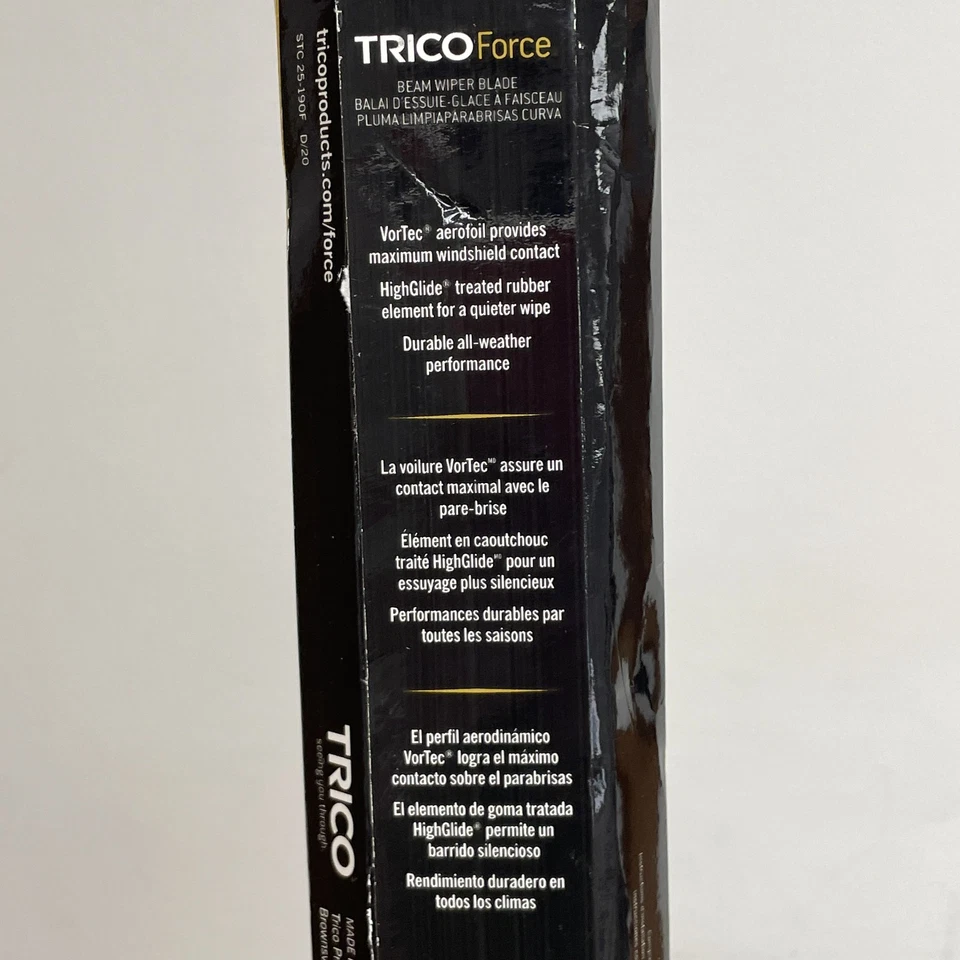 TRICO Force
BEAM WIPER BLADE
BALAI D'ESSUIE-GLACE À FAISCEAU
PLUMA LIMPIAPARABRISAS CURVA
VorTec® aerofoil provides
maximum windshield contact
HighGlide® treated rubber
element for a quieter wipe
Durable all-weather
performance
La voilure VorTecMD assure un
contact maximal avec le
pare-brise
Élément en caoutchouc
traité HighGlideMD pour un
essuyage plus silencieux
Performances durables par
toutes les saisons
El perfil aerodinámico
VorTec® logra el máximo
contacto sobre el parabrisas
El elemento de goma tratada
HighGlide® permite un
barrido silencioso
Rendimiento duradero en
todos los climas
tricoproducts.com/force
STC 25-190F D/20
TRICO
seeing you through
MADE
Trico